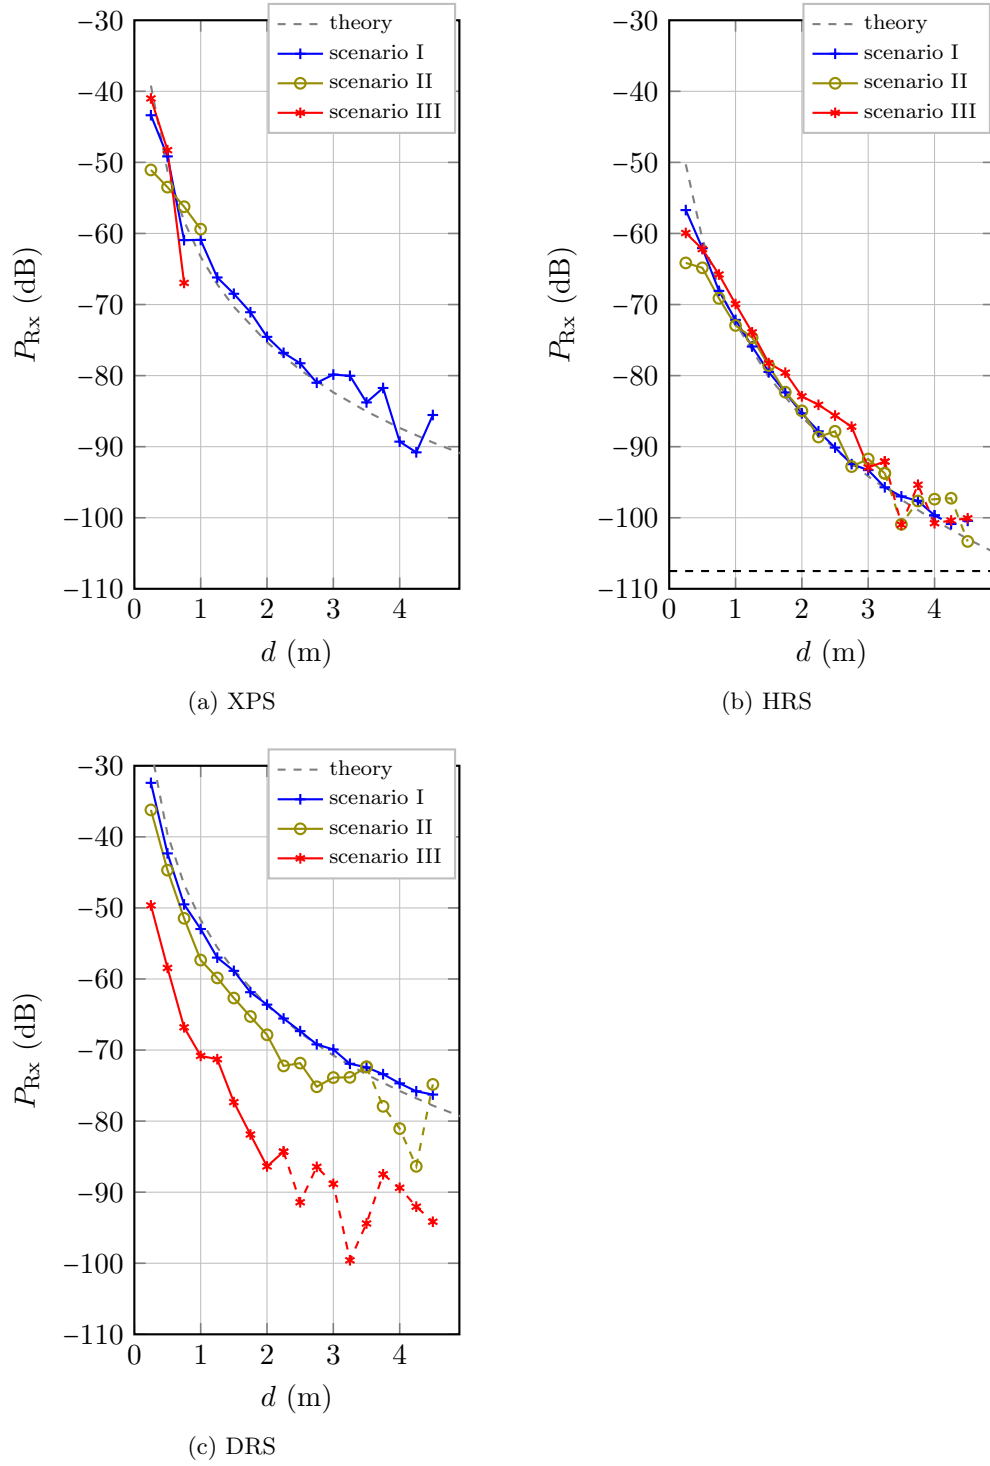 theory
scenario I
scenario II
scenario III
−30
−40
−50
−60
−70
−80
−90
−100
−110
0 1 2 3 4
P_Rx (dB)
d (m)
(a) XPS
theory
scenario I
scenario II
scenario III
−30
−40
−50
−60
−70
−80
−90
−100
−110
0 1 2 3 4
P_Rx (dB)
d (m)
(b) HRS
theory
scenario I
scenario II
scenario III
−30
−40
−50
−60
−70
−80
−90
−100
−110
0 1 2 3 4
P_Rx (dB)
d (m)
(c) DRS